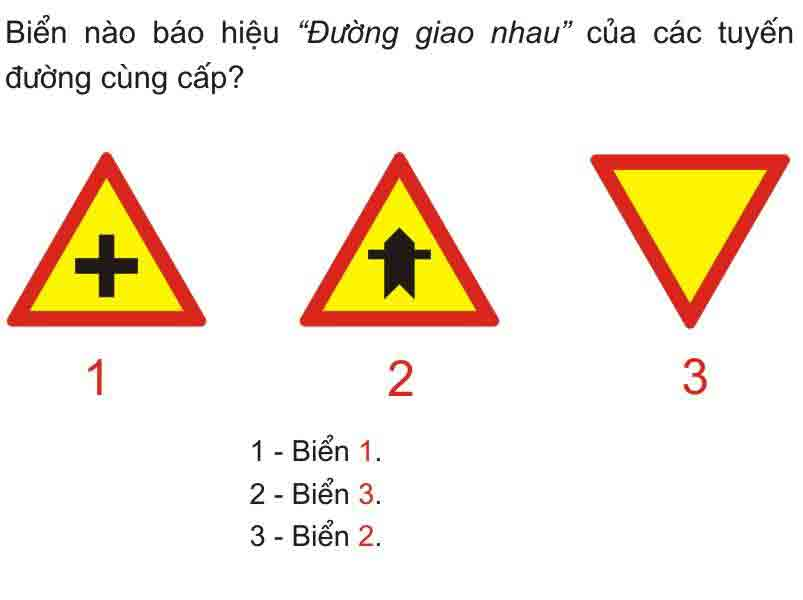 Biển nào báo hiệu “Đường giao nhau” của các tuyến
đường cùng cấp?
1 2 3
1 - Biển 1.
2 - Biển 3.
3 - Biển 2.